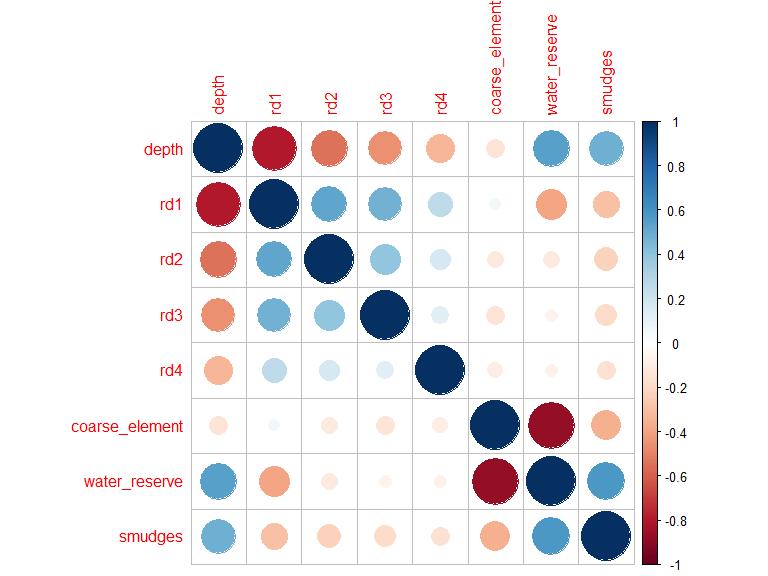 depth
rd1
rd2
rd3
rd4
coarse_element
water_reserve
smudges
depth
rd1
rd2
rd3
rd4
coarse_element
water_reserve
smudges
1
0.8
0.6
0.4
0.2
0
-0.2
-0.4
-0.6
-0.8
-1